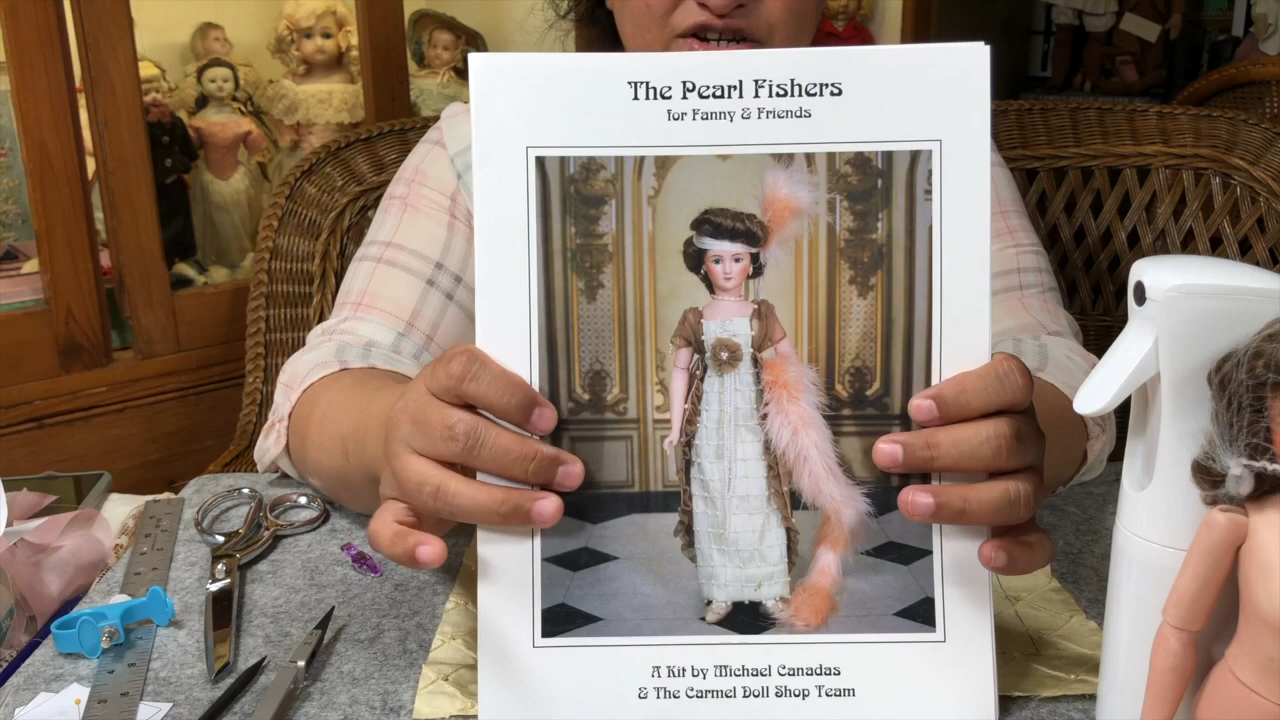 The Pearl Fishers
for Fanny & Friends
A Kit by Michael Canadas
& The Carmel Doll Shop Team